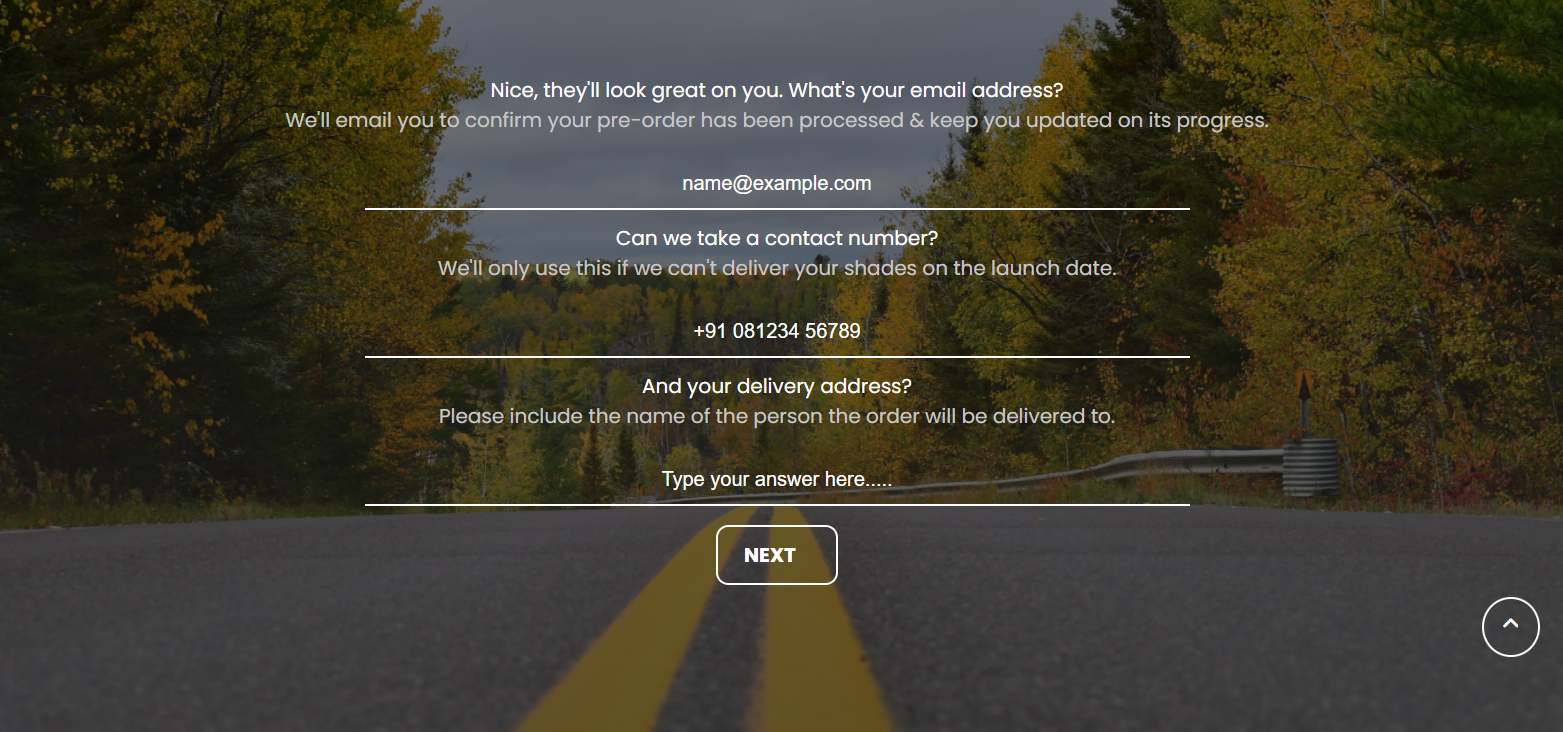 Nice, they'll look great on you. What's your email address?
We'll email you to confirm your pre-order has been processed & keep you updated on its progress.
name@example.com
Can we take a contact number?
We'll only use this if we can't deliver your shades on the launch date.
+91 081234 56789
And your delivery address?
Please include the name of the person the order will be delivered to.
Type your answer here.....
NEXT